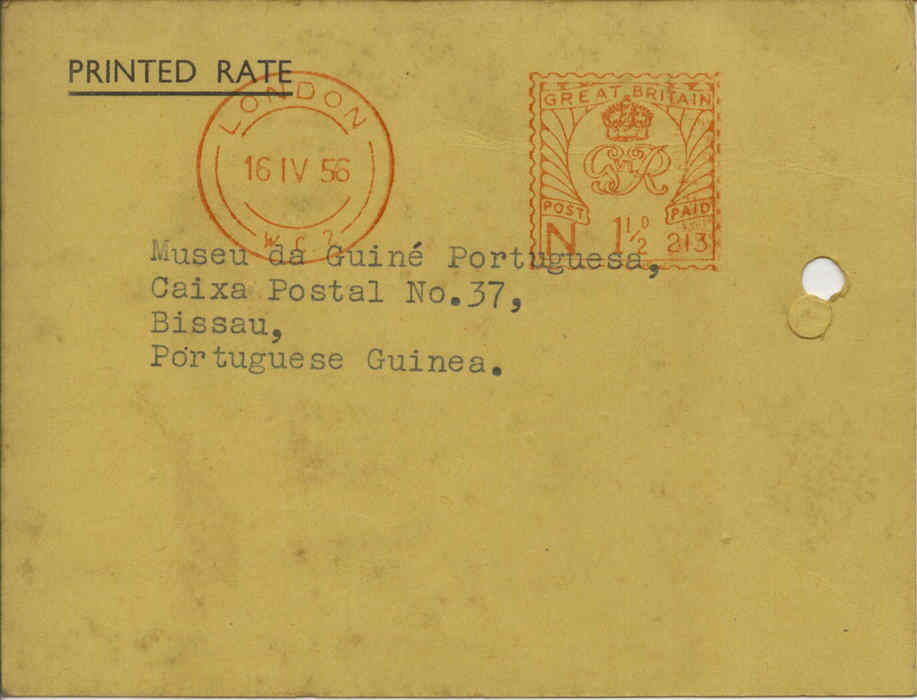 PRINTED RATE
LONDON
16 IV 56
W.C.2
GREAT BRITAIN
G VI R
POST PAID
N 1½D 213
Museu da Guiné Portuguesa,
Caixa Postal No.37,
Bissau,
Portuguese Guinea.